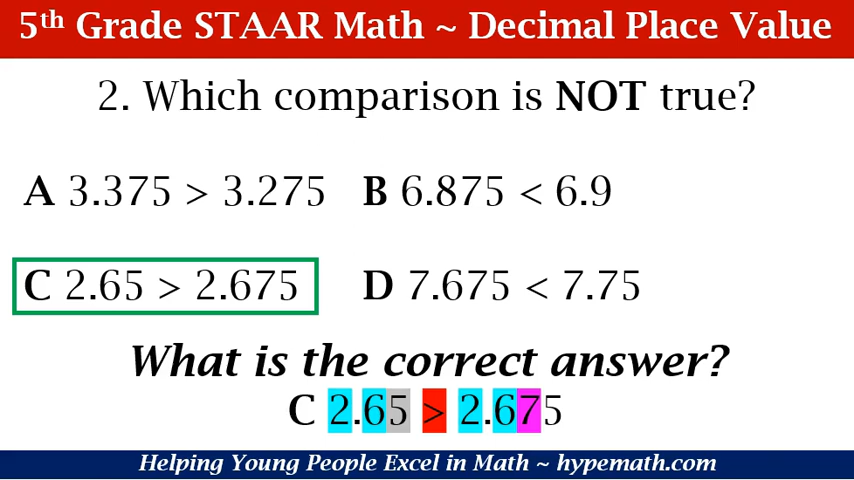 5th Grade STAAR Math ~ Decimal Place Value
2. Which comparison is NOT true?
A 3.375 > 3.275 B 6.875 < 6.9
C 2.65 > 2.675 D 7.675 < 7.75
What is the correct answer?
C 2.65 > 2.675
Helping Young People Excel in Math ~ hypemath.com